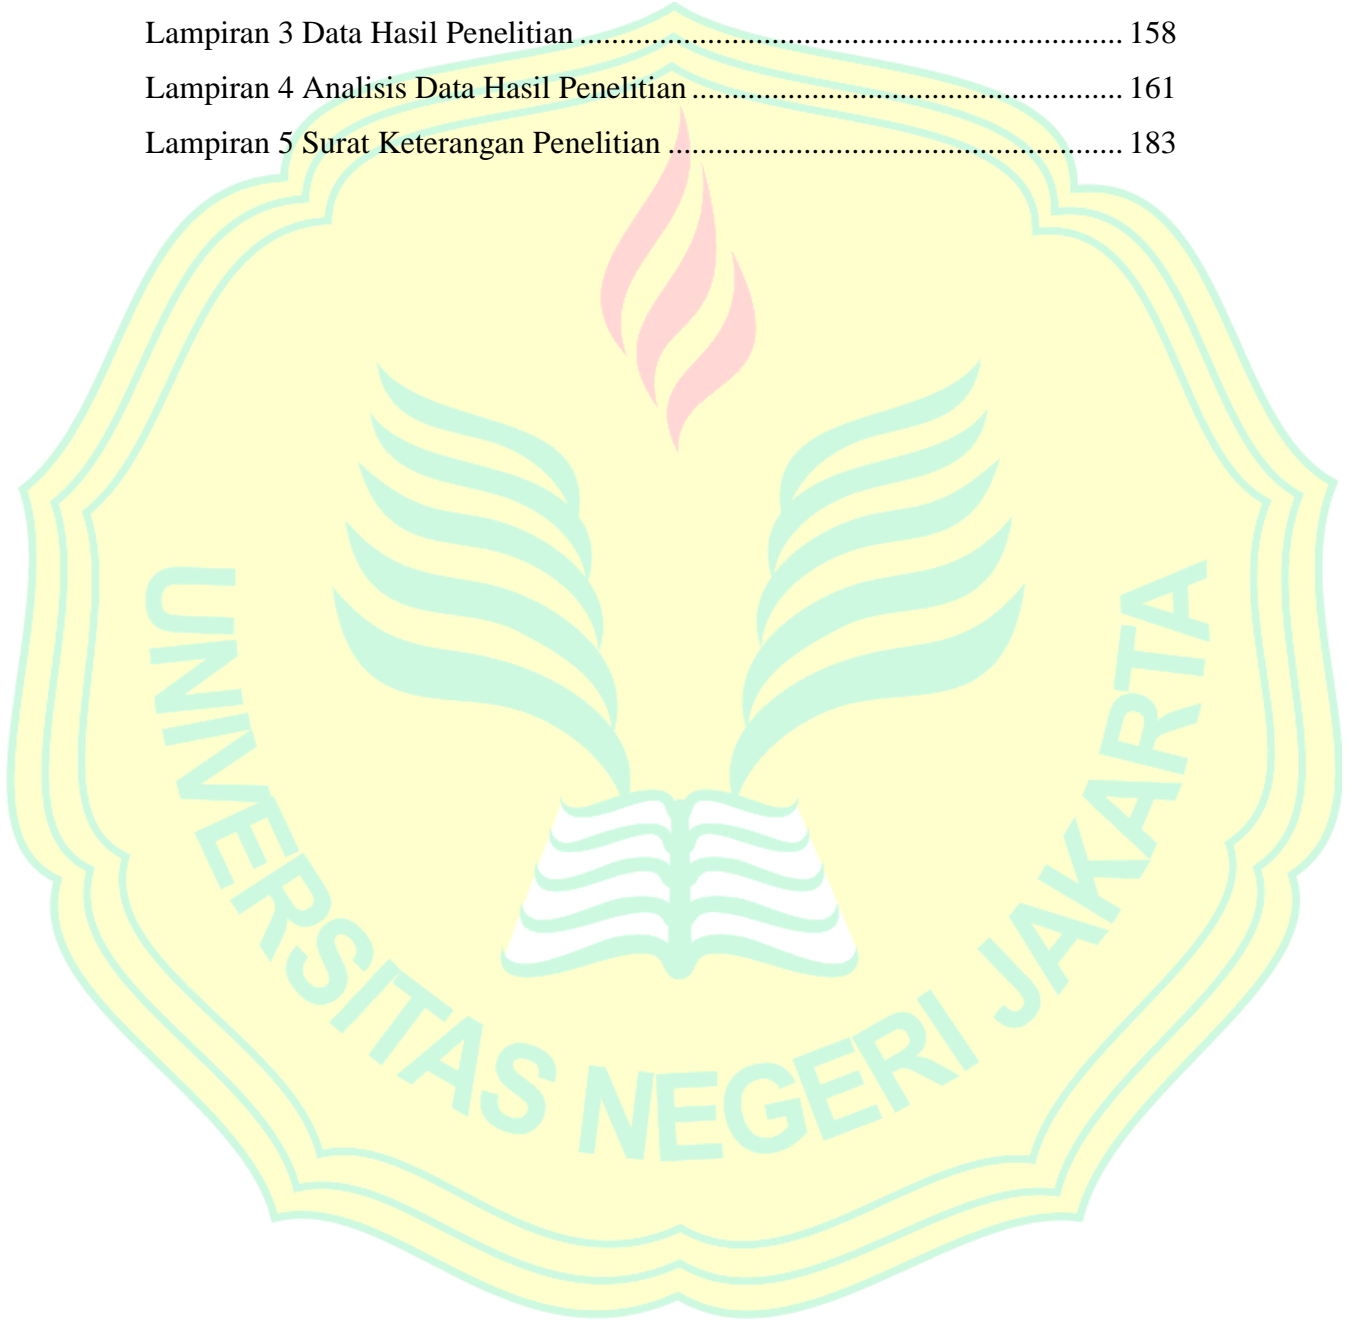 Lampiran 3 Data Hasil Penelitian .................................................................... 158
Lampiran 4 Analisis Data Hasil Penelitian ...................................................... 161
Lampiran 5 Surat Keterangan Penelitian ......................................................... 183
UNIVERSITAS NEGERI JAKARTA